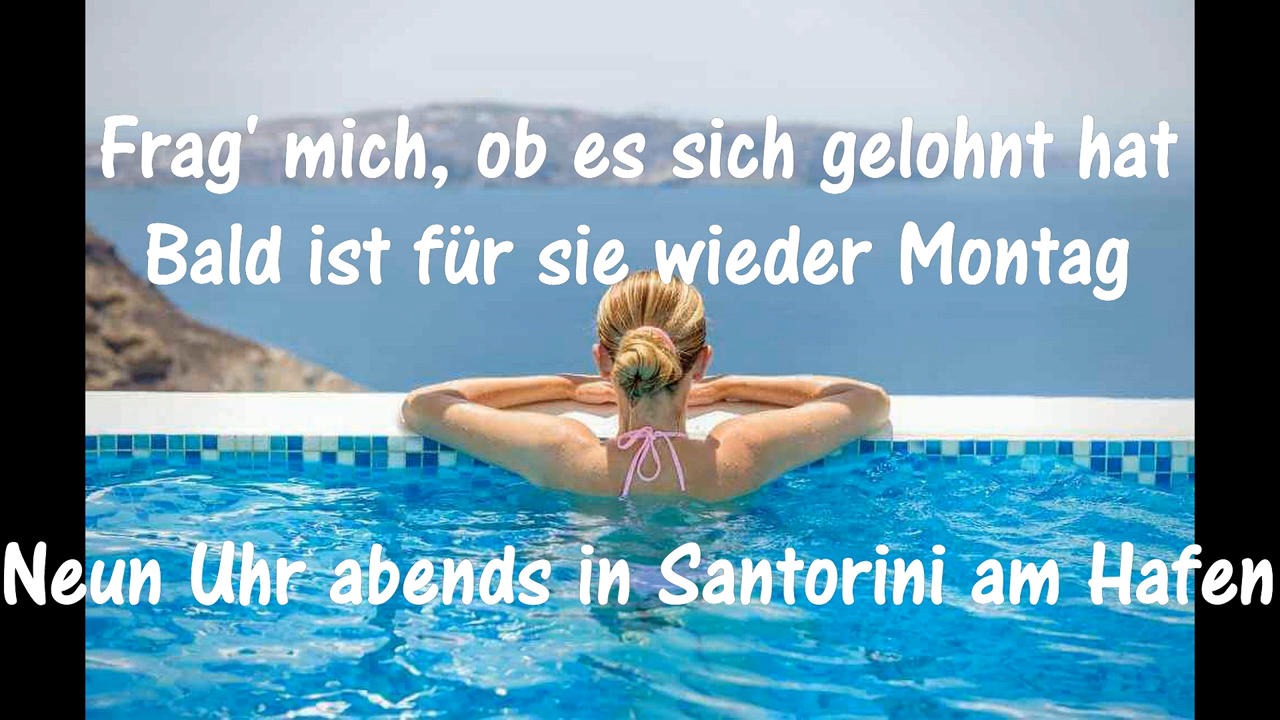 Frag' mich, ob es sich gelohnt hat
Bald ist für sie wieder Montag
Neun Uhr abends in Santorini am Hafen